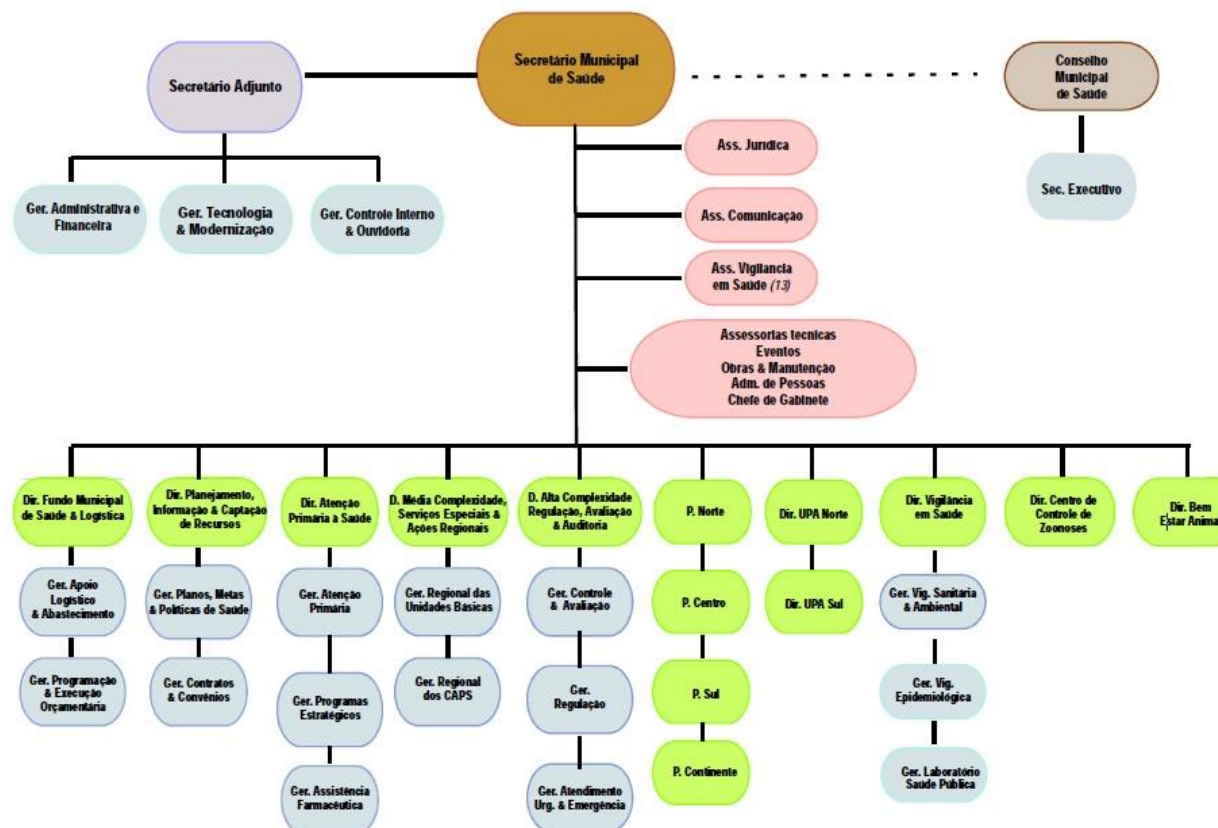 Secretário Municipal
de Saúde
Secretário Adjunto
Conselho
Municipal
de Saúde
Sec. Executivo
Ger. Administrativa e
Financeira
Ger. Tecnologia
& Modernização
Ger. Controle Interno
& Ouvidoria
Ass. Jurídica
Ass. Comunicação
Ass. Vigilância
em Saúde (13)
Assessorias tecnicas
Eventos
Obras & Manutenção
Adm. de Pessoas
Chefe de Gabinete
Dir. Fundo Municipal
de Saúde & Logística
Ger. Apoio
Logístico
& Abastecimento
Ger. Programação
& Execução
Orçamentária
Dir. Planejamento,
Informação & Captação
de Recursos
Ger. Planos, Metas
& Políticas de Saúde
Ger. Contratos
& Convênios
Dir. Atenção
Primária à Saúde
Ger. Atenção
Primária
Ger. Programas
Estratégicos
Ger. Assistência
Farmacêutica
D. Média Complexidade,
Serviços Especiais &
Ações Regionais
Ger. Regional das
Unidades Básicas
Ger. Regional
dos CAPS
D. Alta Complexidade
Regulação, Avaliação
& Auditoria
Ger. Controle
& Avaliação
Ger.
Regulação
Ger. Atendimento
Urg. & Emergência
P. Norte
P. Centro
P. Sul
P. Continente
Dir. UPA Norte
Dir. UPA Sul
Dir. Vigilância
em Saúde
Ger. Vig. Sanitária
& Ambiental
Ger. Vig.
Epidemiológica
Ger. Laboratório
Saúde Pública
Dir. Centro de
Controle de
Zoonoses
Dir. Bem
Estar Anima